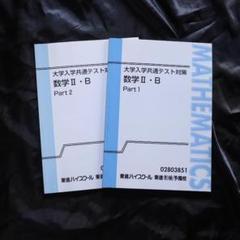 大学入学共通テスト対
数学Ⅱ・B
Part 2
東進ハイスクール 東進
大学入学共通テスト対策
数学Ⅱ・B
Part 1
02803851
東進ハイスクール 東進衛星予備校
MATHEMATICS